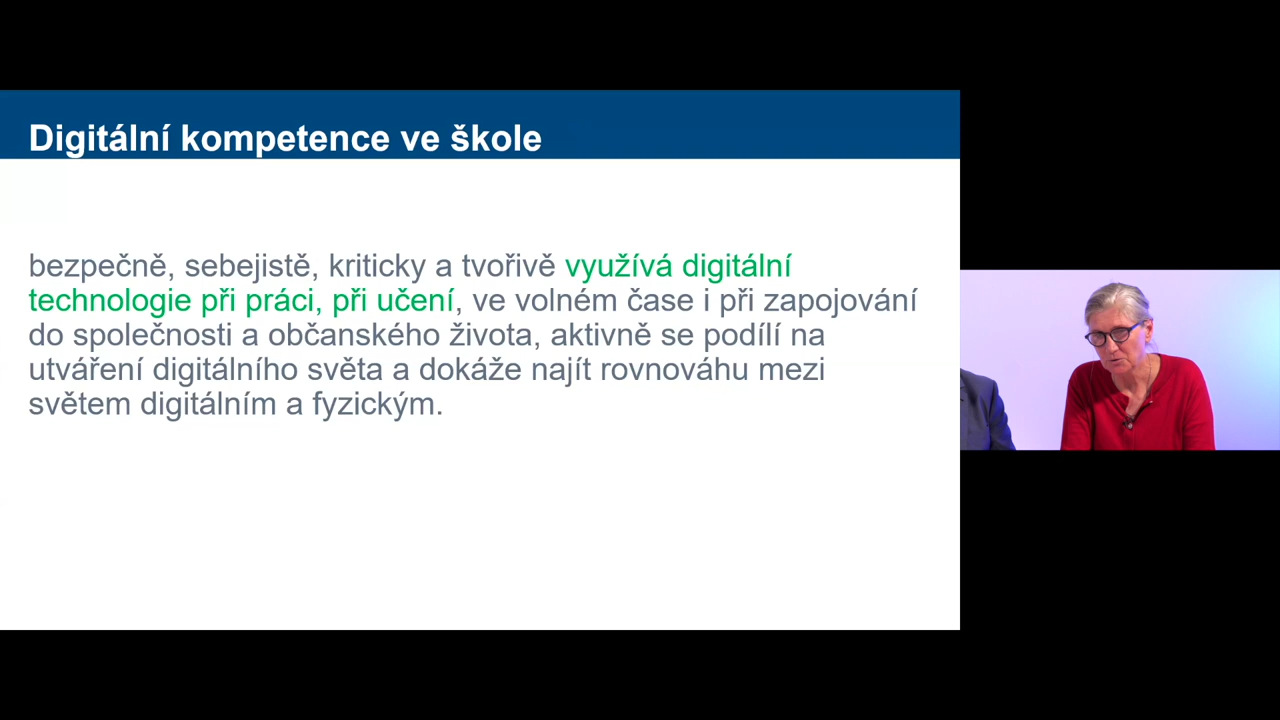 Digitální kompetence ve škole
bezpečně, sebejistě, kriticky a tvořivě využívá digitální
technologie při práci, při učení, ve volném čase i při zapojování
do společnosti a občanského života, aktivně se podílí na
utváření digitálního světa a dokáže najít rovnováhu mezi
světem digitálním a fyzickým.